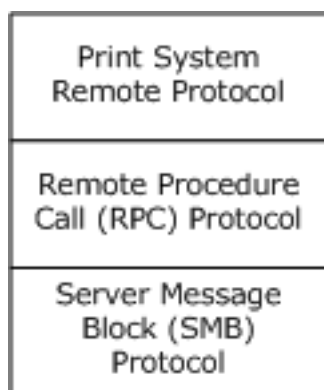 Print System
Remote Protocol
Remote Procedure
Call (RPC) Protocol
Server Message
Block (SMB)
Protocol